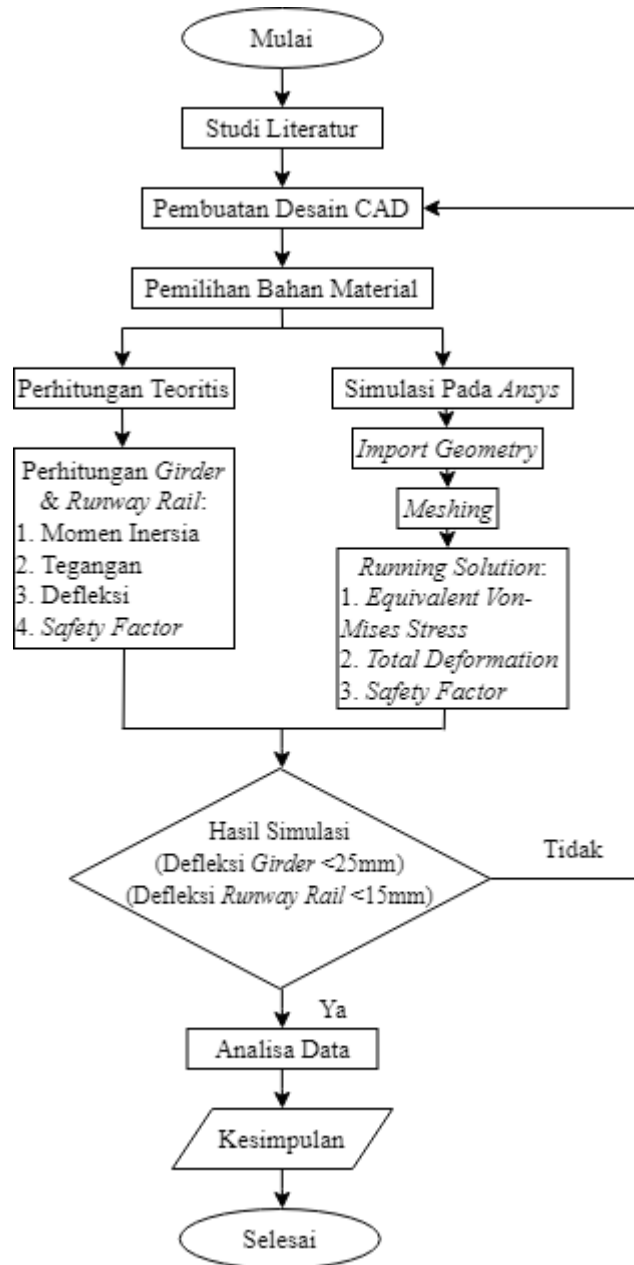 Mulai
Studi Literatur
Pembuatan Desain CAD
Pemilihan Bahan Material
Perhitungan Teoritis
Perhitungan Girder
& Runway Rail:
1. Momen Inersia
2. Tegangan
3. Defleksi
4. Safety Factor
Simulasi Pada Ansys
Import Geometry
Meshing
Running Solution:
1. Equivalent Von-
Mises Stress
2. Total Deformation
3. Safety Factor
Hasil Simulasi
(Defleksi Girder <25mm)
(Defleksi Runway Rail <15mm)
Tidak
Ya
Analisa Data
Kesimpulan
Selesai